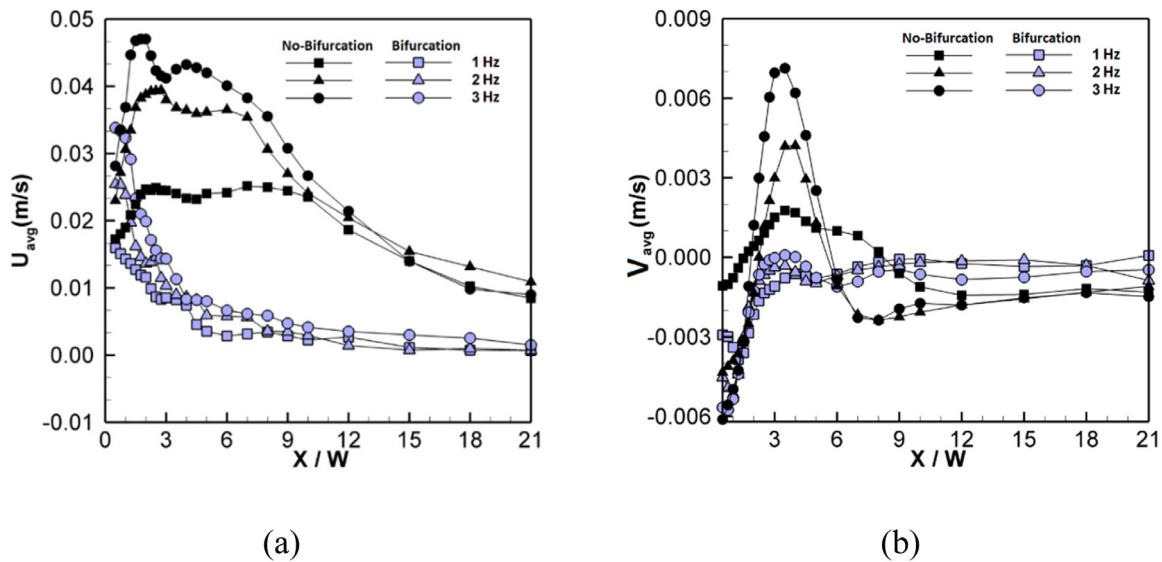 0.05
0.04
0.03
0.02
0.01
0.00
-0.01
U avg (m/s)
No-Bifurcation Bifurcation
1 Hz
2 Hz
3 Hz
0 3 6 9 12 15 18 21
X / W
(a)
0.009
0.006
0.003
0.000
-0.003
-0.006
V avg (m/s)
No-Bifurcation Bifurcation
1 Hz
2 Hz
3 Hz
3 6 9 12 15 18 21
X / W
(b)